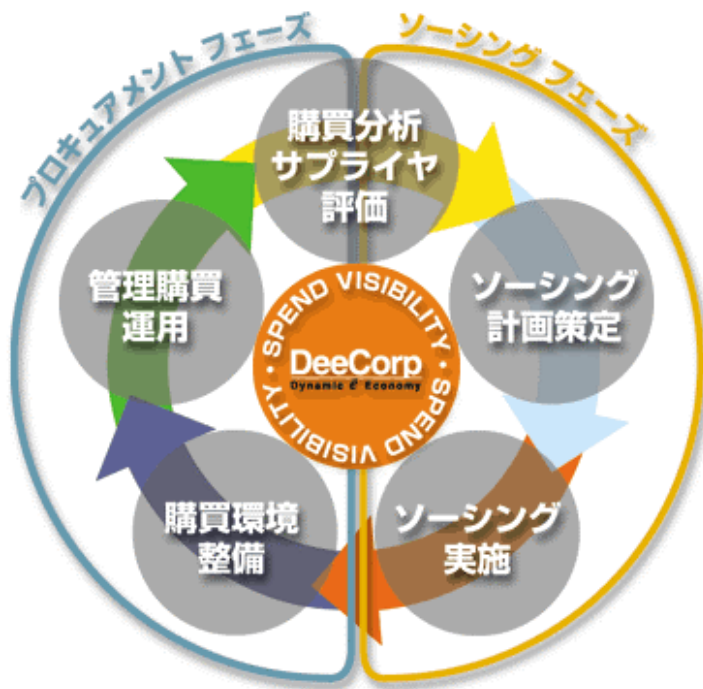 プロキュアメント フェーズ
ソーシング フェーズ
購買分析
サプライヤ
評価
ソーシング
計画策定
ソーシング
実施
購買環境
整備
管理購買
運用
SPEND VISIBILITY・SPEND VISIBILITY・
DeeCorp
Dynamic e Economy